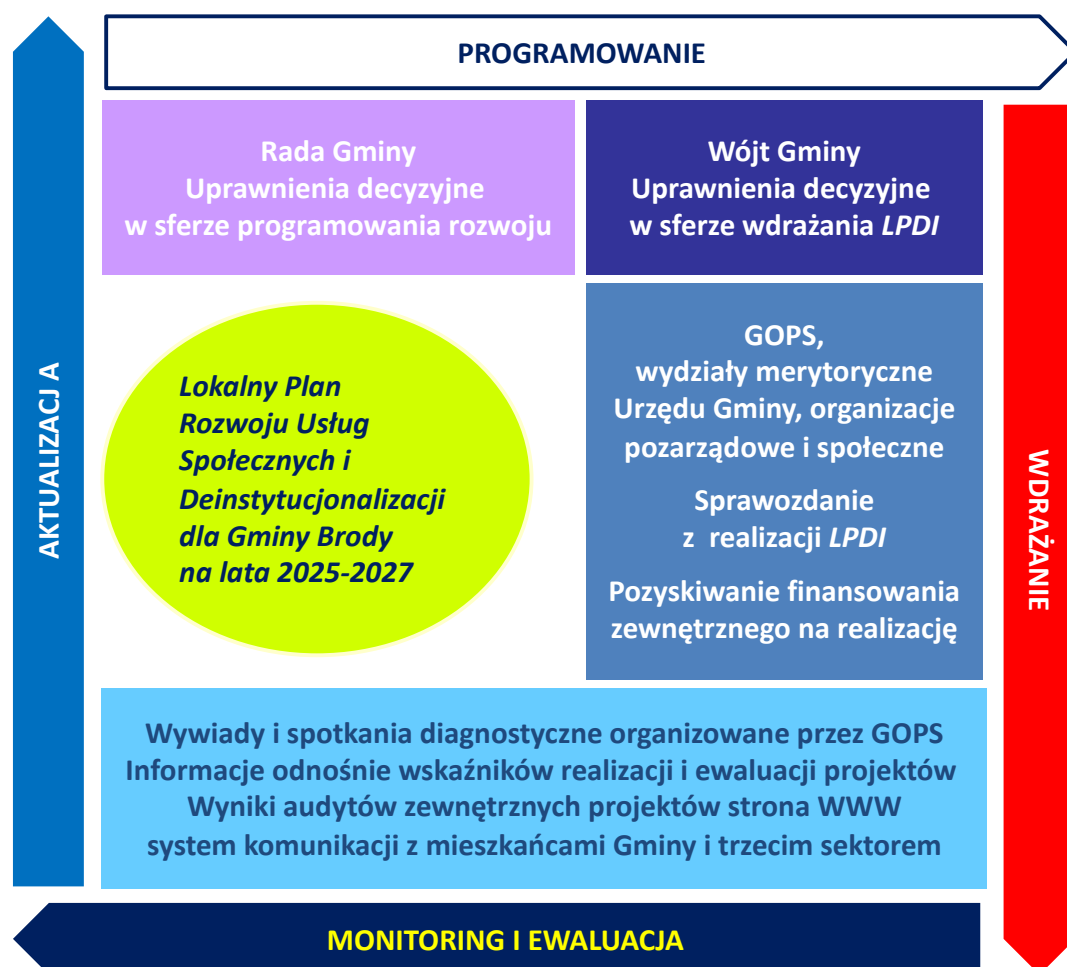 PROGRAMOWANIE
Rada Gminy
Uprawnienia decyzyjne
w sferze programowania rozwoju
Wójt Gminy
Uprawnienia decyzyjne
w sferze wdrażania LPDI
AKTUALIZACJ A
Lokalny Plan
Rozwoju Usług
Społecznych i
Deinstytucjonalizacji
dla Gminy Brody
na lata 2025-2027
GOPS,
wydziały merytoryczne
Urzędu Gminy, organizacje
pozarządowe i społeczne
Sprawozdanie
z realizacji LPDI
Pozyskiwanie finansowania
zewnętrznego na realizację
WDRAŻANIE
Wywiady i spotkania diagnostyczne organizowane przez GOPS
Informacje odnośnie wskaźników realizacji i ewaluacji projektów
Wyniki audytów zewnętrznych projektów strona WWW
system komunikacji z mieszkańcami Gminy i trzecim sektorem
MONITORING I EWALUACJA